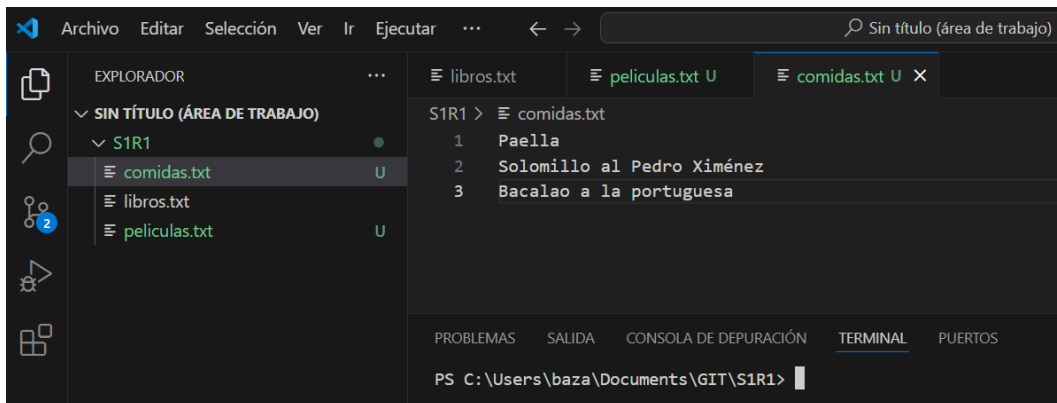 Archivo Editar Selección Ver Ir Ejecutar ··· ← → Sin título (área de trabajo)
EXPLORADOR ···
SIN TÍTULO (ÁREA DE TRABAJO)
S1R1
comidas.txt U
libros.txt
peliculas.txt U
2
libros.txt peliculas.txt U comidas.txt U
S1R1 > comidas.txt
1 Paella
2 Solomillo al Pedro Ximénez
3 Bacalao a la portuguesa
PROBLEMAS SALIDA CONSOLA DE DEPURACIÓN TERMINAL PUERTOS
PS C:\Users\baza\Documents\GIT\S1R1>